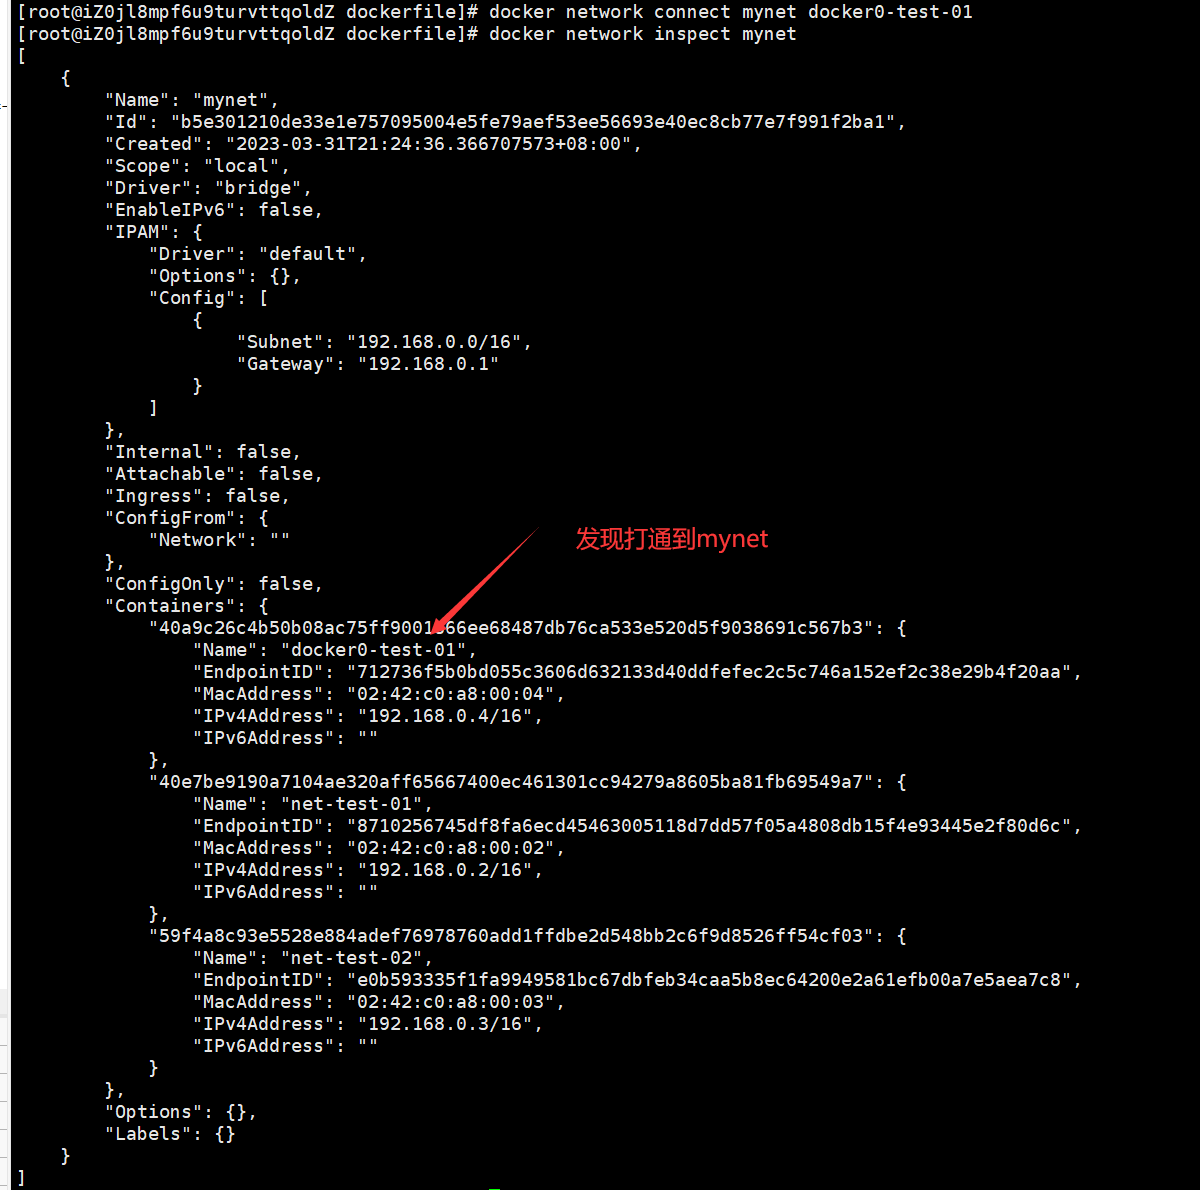 [root@iZ0jl8mpf6u9turvttqoldZ dockerfile]# docker network connect mynet docker0-test-01
[root@iZ0jl8mpf6u9turvttqoldZ dockerfile]# docker network inspect mynet
[
    {
        "Name": "mynet",
        "Id": "b5e301210de33e1e757095004e5fe79aef53ee56693e40ec8cb77e7f991f2ba1",
        "Created": "2023-03-31T21:24:36.366707573+08:00",
        "Scope": "local",
        "Driver": "bridge",
        "EnableIPv6": false,
        "IPAM": {
            "Driver": "default",
            "Options": {},
            "Config": [
                {
                    "Subnet": "192.168.0.0/16",
                    "Gateway": "192.168.0.1"
                }
            ]
        },
        "Internal": false,
        "Attachable": false,
        "Ingress": false,
        "ConfigFrom": {
            "Network": ""
        },
发现打通到mynet
        "ConfigOnly": false,
        "Containers": {
            : {
                "Name": "docker0-test-01",
                "EndpointID": "712736f5b0bd055c3606d632133d40ddfefec2c5c746a152ef2c38e29b4f20aa",
                "MacAddress": "02:42:c0:a8:00:04",
                "IPv4Address": "192.168.0.4/16",
                "IPv6Address": ""
            },
            "40e7be9190a7104ae320aff65667400ec461301cc94279a8605ba81fb69549a7": {
                "Name": "net-test-01",
                "EndpointID": "8710256745df8fa6ecd45463005118d7dd57f05a4808db15f4e93445e2f80d6c",
                "MacAddress": "02:42:c0:a8:00:02",
                "IPv4Address": "192.168.0.2/16",
                "IPv6Address": ""
            },
            "59f4a8c93e5528e884adef76978760add1ffdbe2d548bb2c6f9d8526ff54cf03": {
                "Name": "net-test-02",
                "EndpointID": "e0b593335f1fa9949581bc67dbfeb34caa5b8ec64200e2a61efb00a7e5aea7c8",
                "MacAddress": "02:42:c0:a8:00:03",
                "IPv4Address": "192.168.0.3/16",
                "IPv6Address": ""
            }
        },
        "Options": {},
        "Labels": {}
    }
]